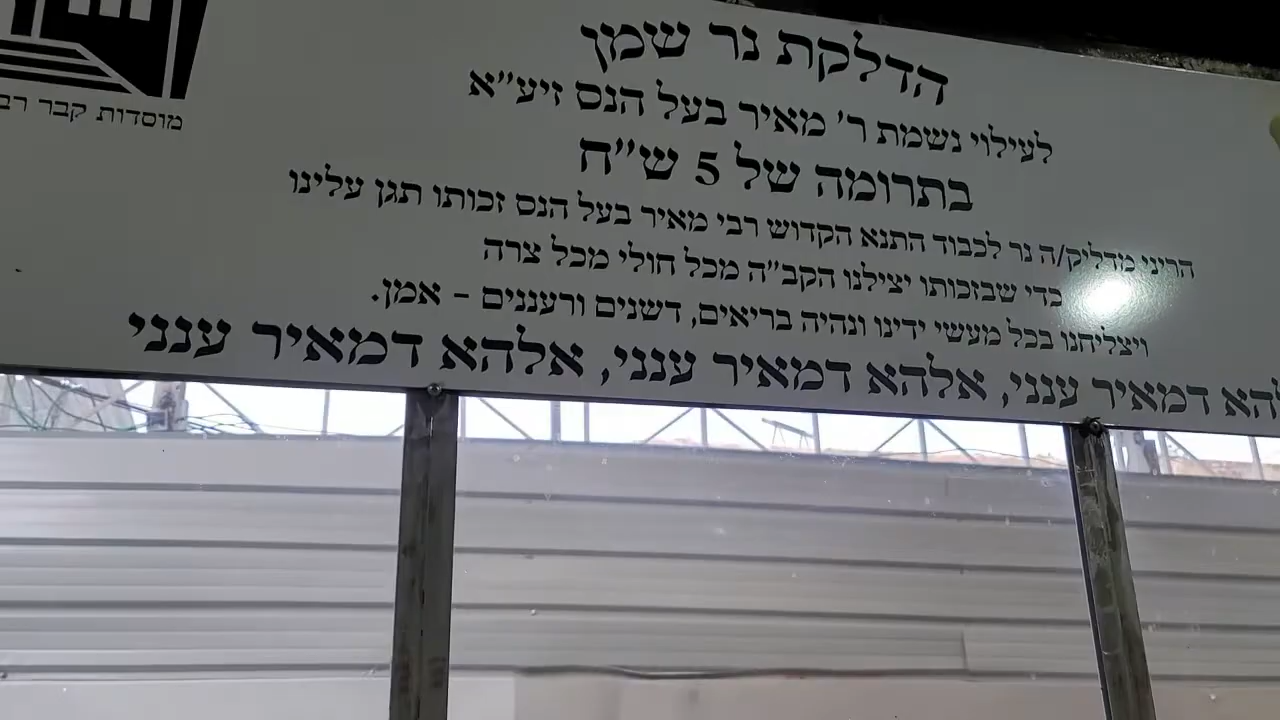 הדלקת נר שמן
לעילוי נשמת ר' מאיר בעל הנס זיע"א
בתרומה של 5 ש"ח
הריני מדליק/ה נר לכבוד התנא הקדוש רבי מאיר בעל הנס זכותו תגן עלינו
כדי שבזכותו יצילנו הקב"ה מכל חולי מכל צרה
ויצליחנו בכל מעשי ידינו ונהיה בריאים, דשנים ורעננים - אמן.
דמאיר ענני, אלהא דמאיר ענני, אלהא דמאיר ענני
מוסדות קבר